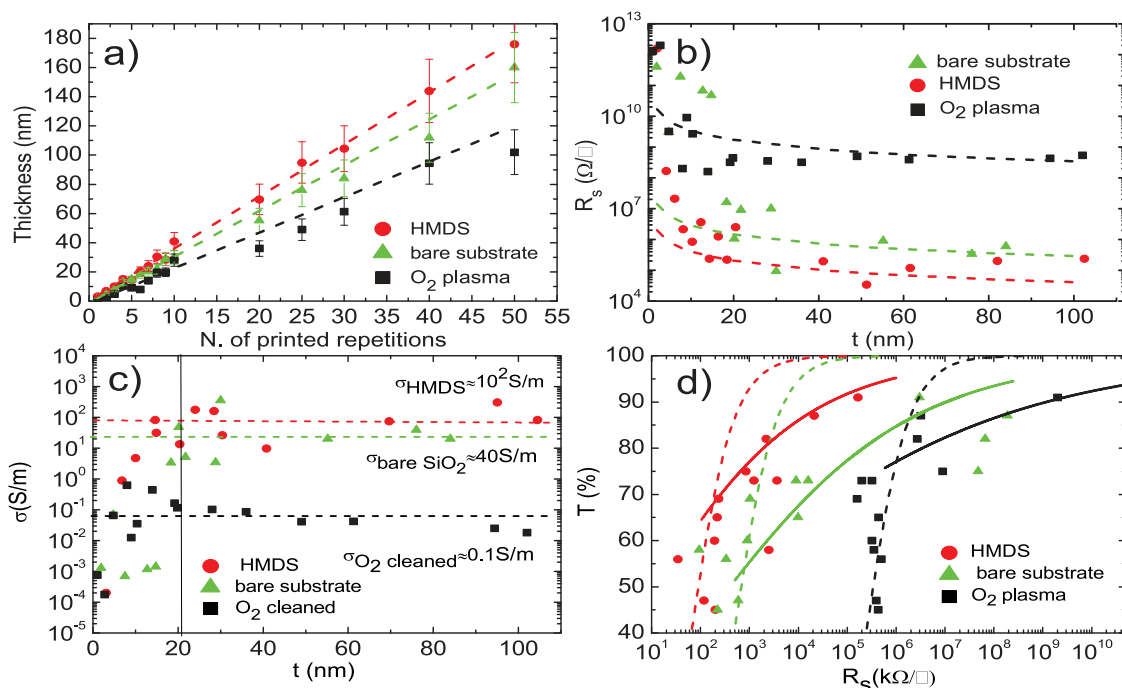 a)
180
160
140
120
100
80
60
40
20
0
Thickness (nm)
HMDS
bare substrate
O2 plasma
0 5 10 15 20 25 30 35 40 45 50 55
N. of printed repetitions
b)
10^13
10^10
10^7
10^4
Rs (Ω/□)
bare substrate
HMDS
O2 plasma
0 20 40 60 80 100
t (nm)
c)
10^4
10^3
10^2
10^1
10^0
10^-1
10^-2
10^-3
10^-4
10^-5
σ(S/m)
σHMDS≈10^2S/m
σbare SiO2≈40S/m
σO2 cleaned≈0.1S/m
HMDS
bare substrate
O2 cleaned
0 20 40 60 80 100
t (nm)
d)
100
90
80
70
60
50
40
T (%)
HMDS
bare substrate
O2 plasma
10^1 10^2 10^3 10^4 10^5 10^6 10^7 10^8 10^9 10^10
RS(kΩ/□)